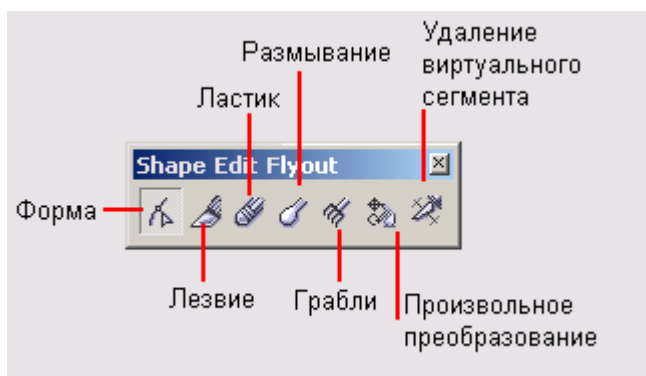 Удаление
виртуального
сегмента
Размывание
Ластик
Shape Edit Flyout
Форма
Лезвие
Грабли
Произвольное
преобразование